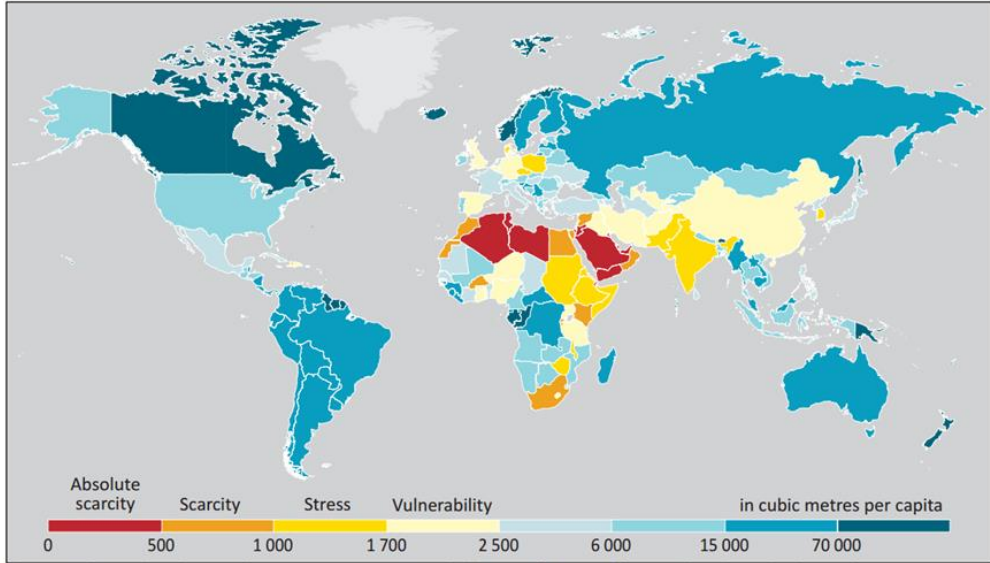 Absolute
scarcity Scarcity Stress Vulnerability in cubic metres per capita
0 500 1 000 1 700 2 500 6 000 15 000 70 000